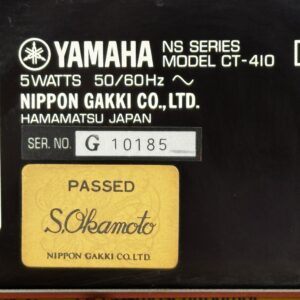 YAMAHA NS SERIES
MODEL CT-410
5WATTS 50/60Hz ~
NIPPON GAKKI CO., LTD.
HAMAMATSU JAPAN
SER. NO. G 10185
PASSED
S.Okamoto
NIPPON GAKKI CO.LTD.